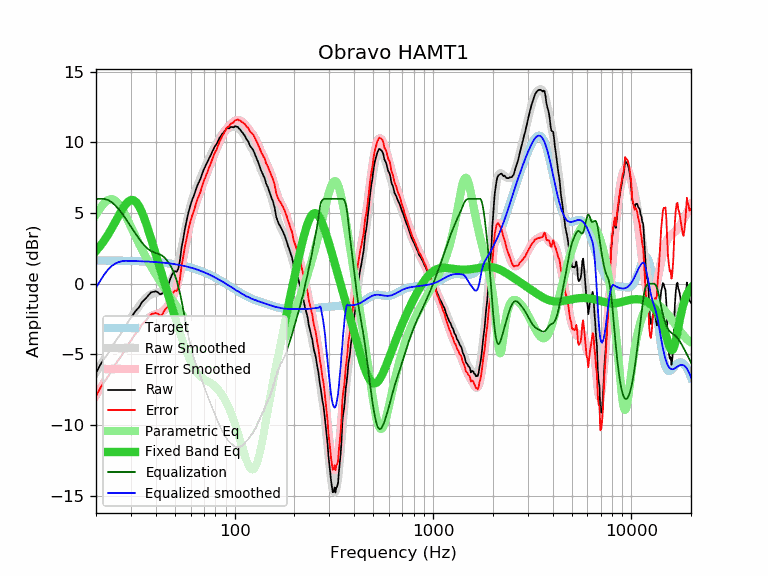 Obravo HAMT1
15
10
5
0
−5
−10
−15
Amplitude (dBr)
Target
Raw Smoothed
Error Smoothed
Raw
Error
Parametric Eq
Fixed Band Eq
Equalization
Equalized smoothed
100 1000 10000
Frequency (Hz)